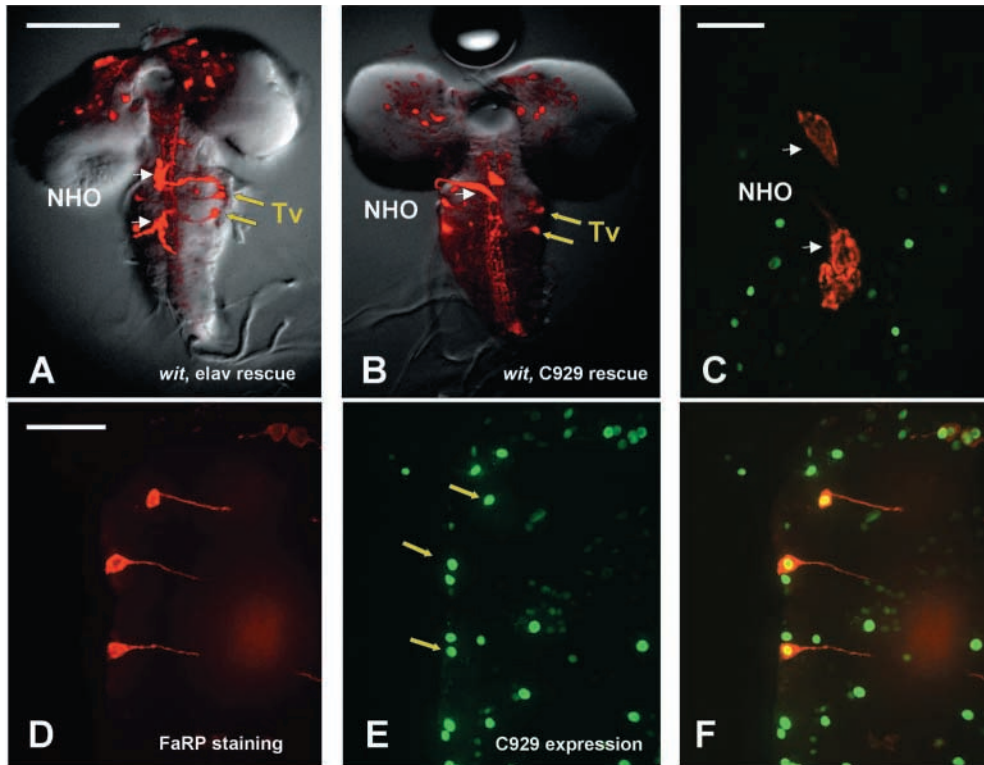 NHO
Tv
A
wit, elav rescue
NHO
Tv
B
wit, C929 rescue
NHO
C
D
FaRP staining
E
C929 expression
F